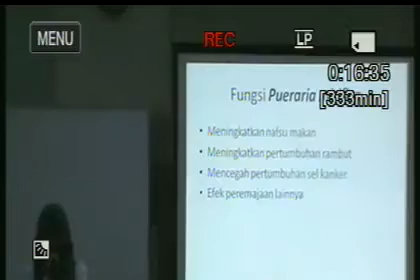 MENU
REC
LP
0:16:35
[333min]
Fungsi Pueraria
• Meningkatkan nafsu makan
• Meningkatkan pertumbuhan rambut
• Mencegah pertumbuhan sel kanker
• Efek peremajaan lainnya